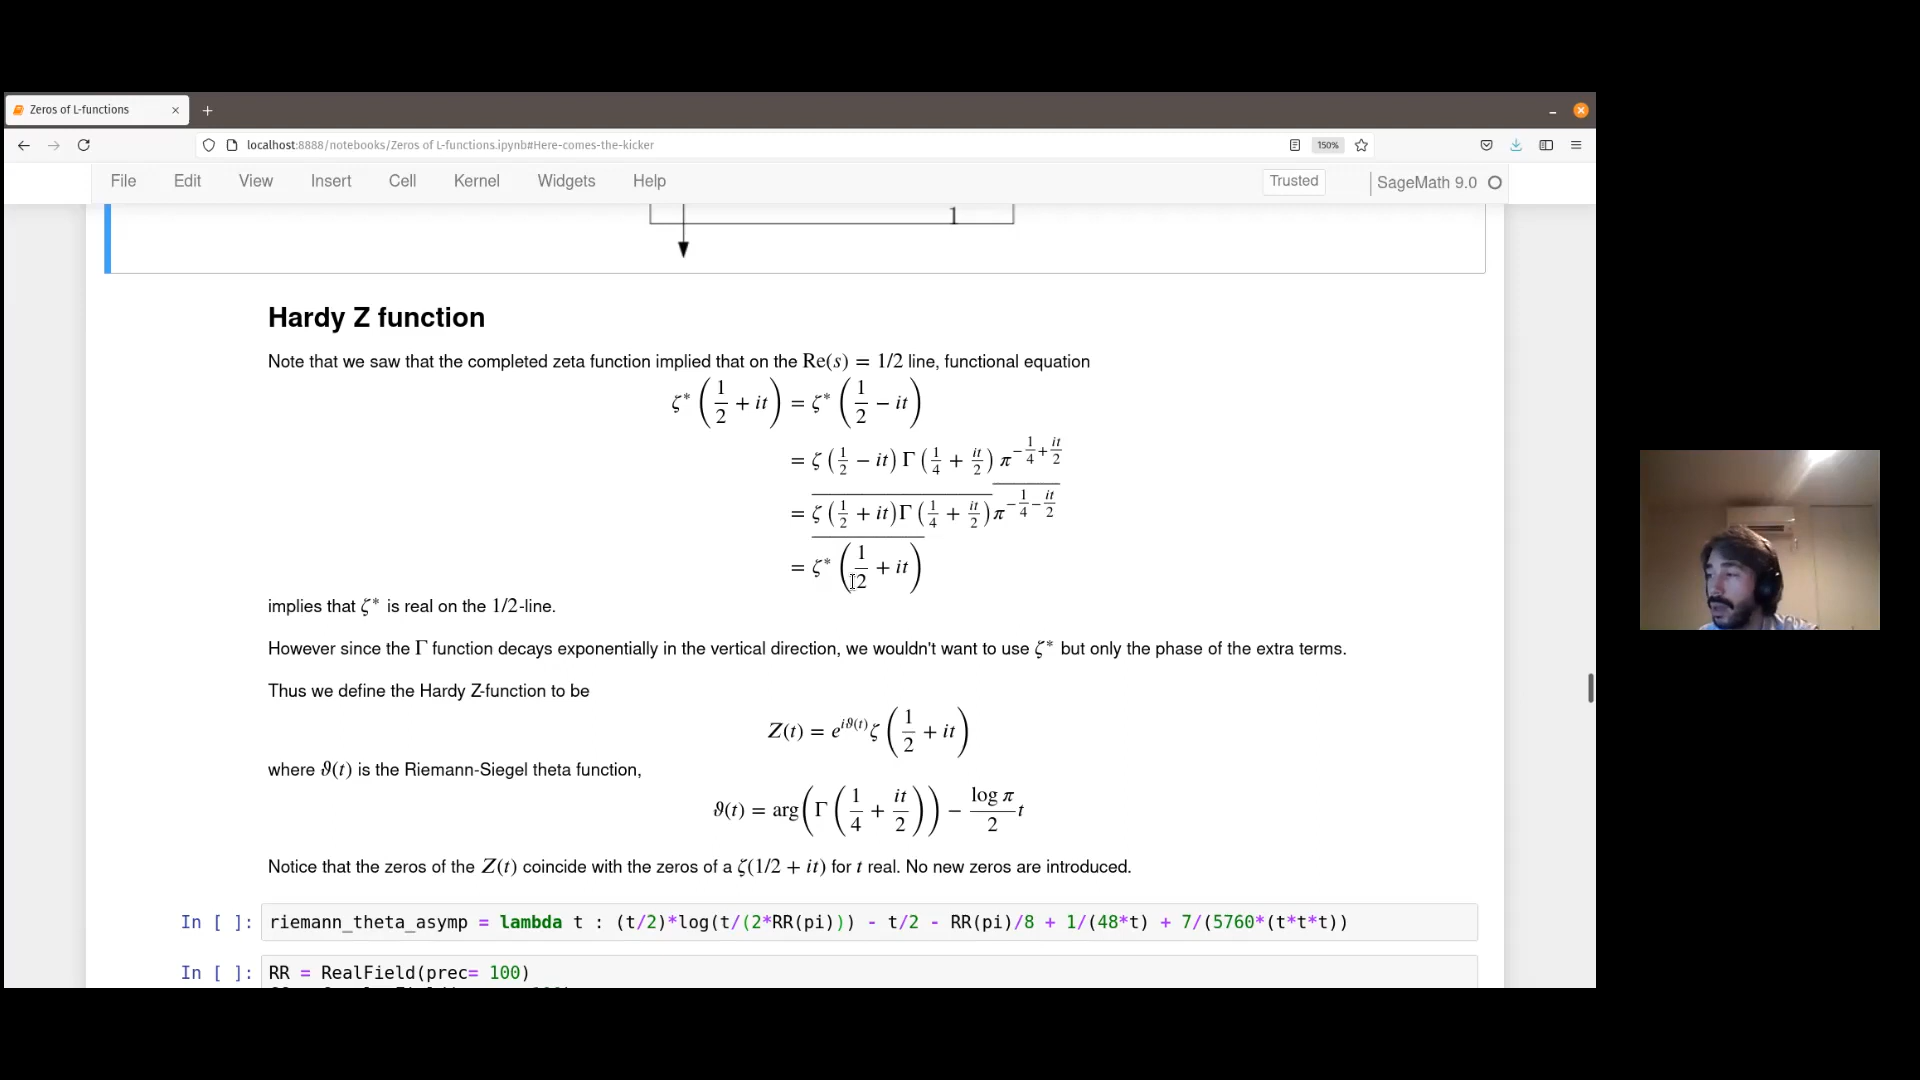 Zeros of L-functions
localhost:8888/notebooks/Zeros of L-functions.ipynb#Here-comes-the-kicker
150%
File Edit View Insert Cell Kernel Widgets Help
Trusted
SageMath 9.0
1
Hardy Z function
Note that we saw that the completed zeta function implied that on the Re(s) = 1/2 line, functional equation
ζ* (1/2 + it) = ζ* (1/2 − it)
= ζ (1/2 − it) Γ (1/4 + it/2) π^{−1/4 + it/2}
= \overline{ζ (1/2 + it) Γ (1/4 + it/2)} \overline{π^{−1/4 − it/2}}
= \overline{ζ* (1/2 + it)}
implies that ζ* is real on the 1/2-line.
However since the Γ function decays exponentially in the vertical direction, we wouldn't want to use ζ* but only the phase of the extra terms.
Thus we define the Hardy Z-function to be
Z(t) = e^{iϑ(t)} ζ (1/2 + it)
where ϑ(t) is the Riemann-Siegel theta function,
ϑ(t) = arg(Γ (1/4 + it/2)) − log π/2 t
Notice that the zeros of the Z(t) coincide with the zeros of a ζ(1/2 + it) for t real. No new zeros are introduced.
In [ ]: riemann_theta_asymp = lambda t : (t/2)*log(t/(2*RR(pi))) - t/2 - RR(pi)/8 + 1/(48*t) + 7/(5760*(t*t*t))
In [ ]: RR = RealField(prec= 100)